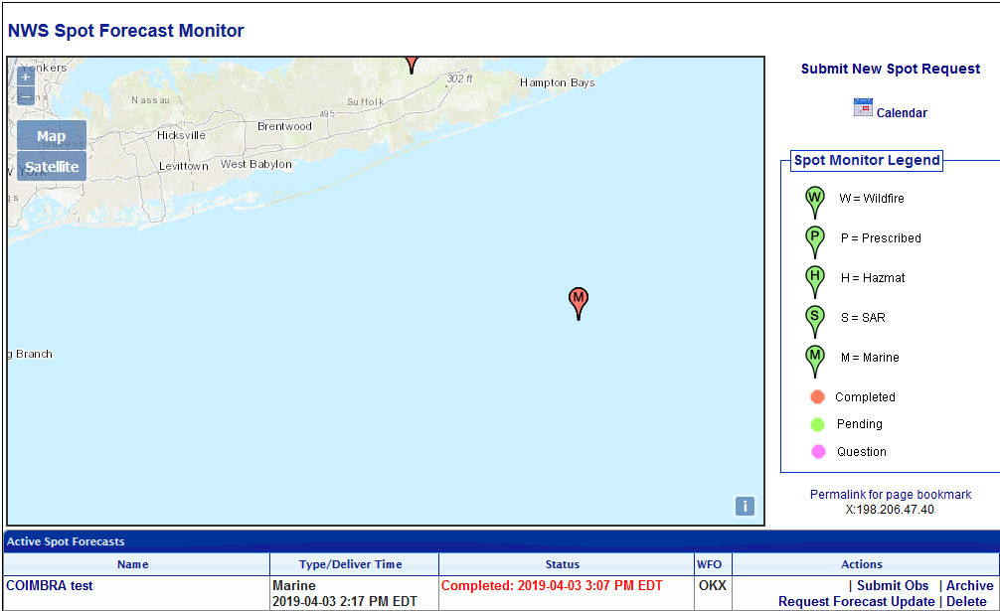 NWS Spot Forecast Monitor
Yonkers
+
Bronx
302 ft
Hampton Bays
Nassau
Suffolk
495
Map
Brentwood
Hicksville
Satellite
Levittown
West Babylon
M
g Branch
i
Submit New Spot Request
Calendar
Spot Monitor Legend
W W = Wildfire
P P = Prescribed
H H = Hazmat
S S = SAR
M M = Marine
Completed
Pending
Question
Permalink for page bookmark
X:198.206.47.40
Active Spot Forecasts
Name Type/Deliver Time Status WFO Actions
COIMBRA test Marine Completed: 2019-04-03 3:07 PM EDT OKX | Submit Obs | Archive
2019-04-03 2:17 PM EDT Request Forecast Update | Delete